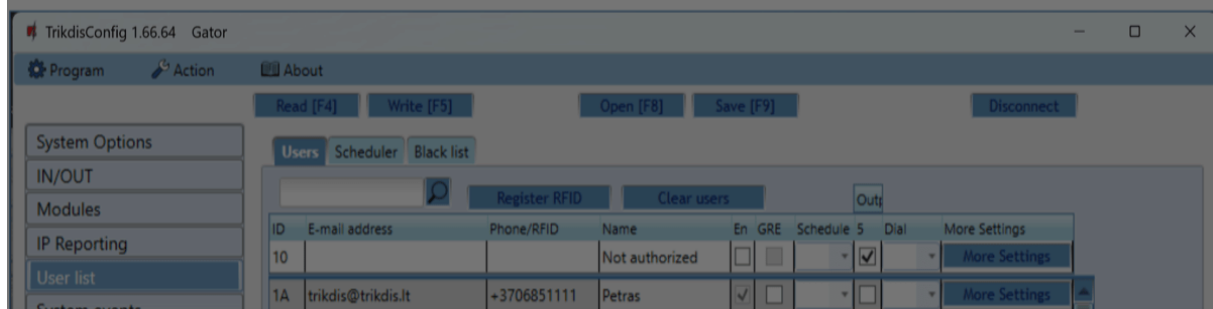 TrikdisConfig 1.66.64 Gator
Program Action About
Read [F4] Write [F5] Open [F8] Save [F9] Disconnect
System Options
Users Scheduler Black list
IN/OUT
Register RFID Clear users Outp
Modules
ID E-mail address Phone/RFID Name En GRE Schedule 5 Dial More Settings
IP Reporting
10 Not authorized More Settings
User list
1A trikdis@trikdis.lt +3706851111 Petras More Settings
System events